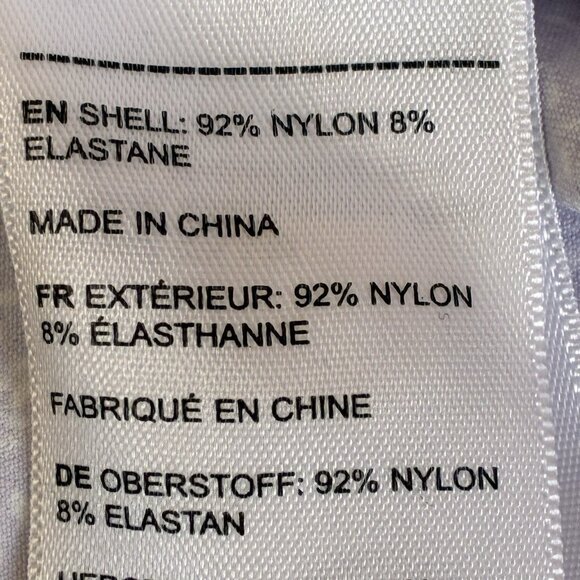 EN SHELL: 92% NYLON 8%
ELASTANE
MADE IN CHINA
FR EXTÉRIEUR: 92% NYLON
8% ÉLASTHANNE
FABRIQUÉ EN CHINE
DE OBERSTOFF: 92% NYLON
8% ELASTAN